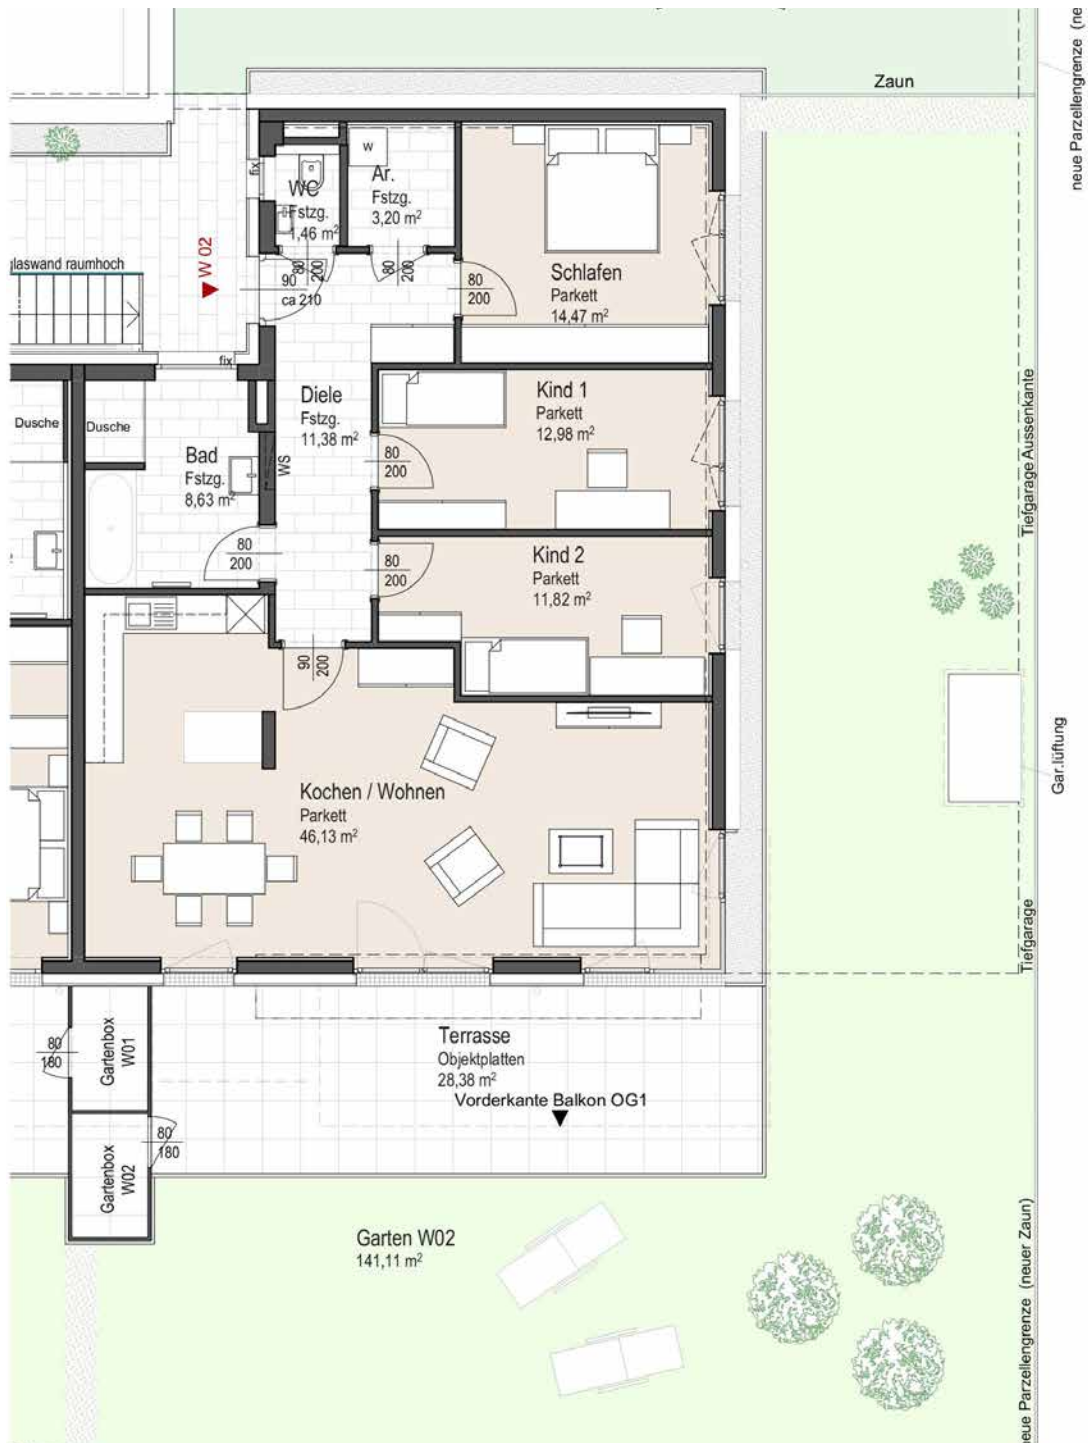 neue Parzellengrenze (ne
Zaun
W
fix
WC
Fstzg.
1,46 m²
Ar.
Fstzg.
3,20 m²
W 02
glaswand raumhoch
80
200
80
200
90
ca 210
80
200
Schlafen
Parkett
14,47 m²
fix
Dusche
Dusche
Bad
Fstzg.
8,63 m²
WS
Diele
Fstzg.
11,38 m²
Kind 1
Parkett
12,98 m²
80
200
Tiefgarage Aussenkante
80
200
80
200
Kind 2
Parkett
11,82 m²
90
200
Gar.lüftung
Kochen / Wohnen
Parkett
46,13 m²
Tiefgarage
80
180
Gartenbox
W01
Terrasse
Objektplatten
28,38 m²
Vorderkante Balkon OG1
80
180
Gartenbox
W02
Garten W02
141,11 m²
neue Parzellengrenze (neuer Zaun)